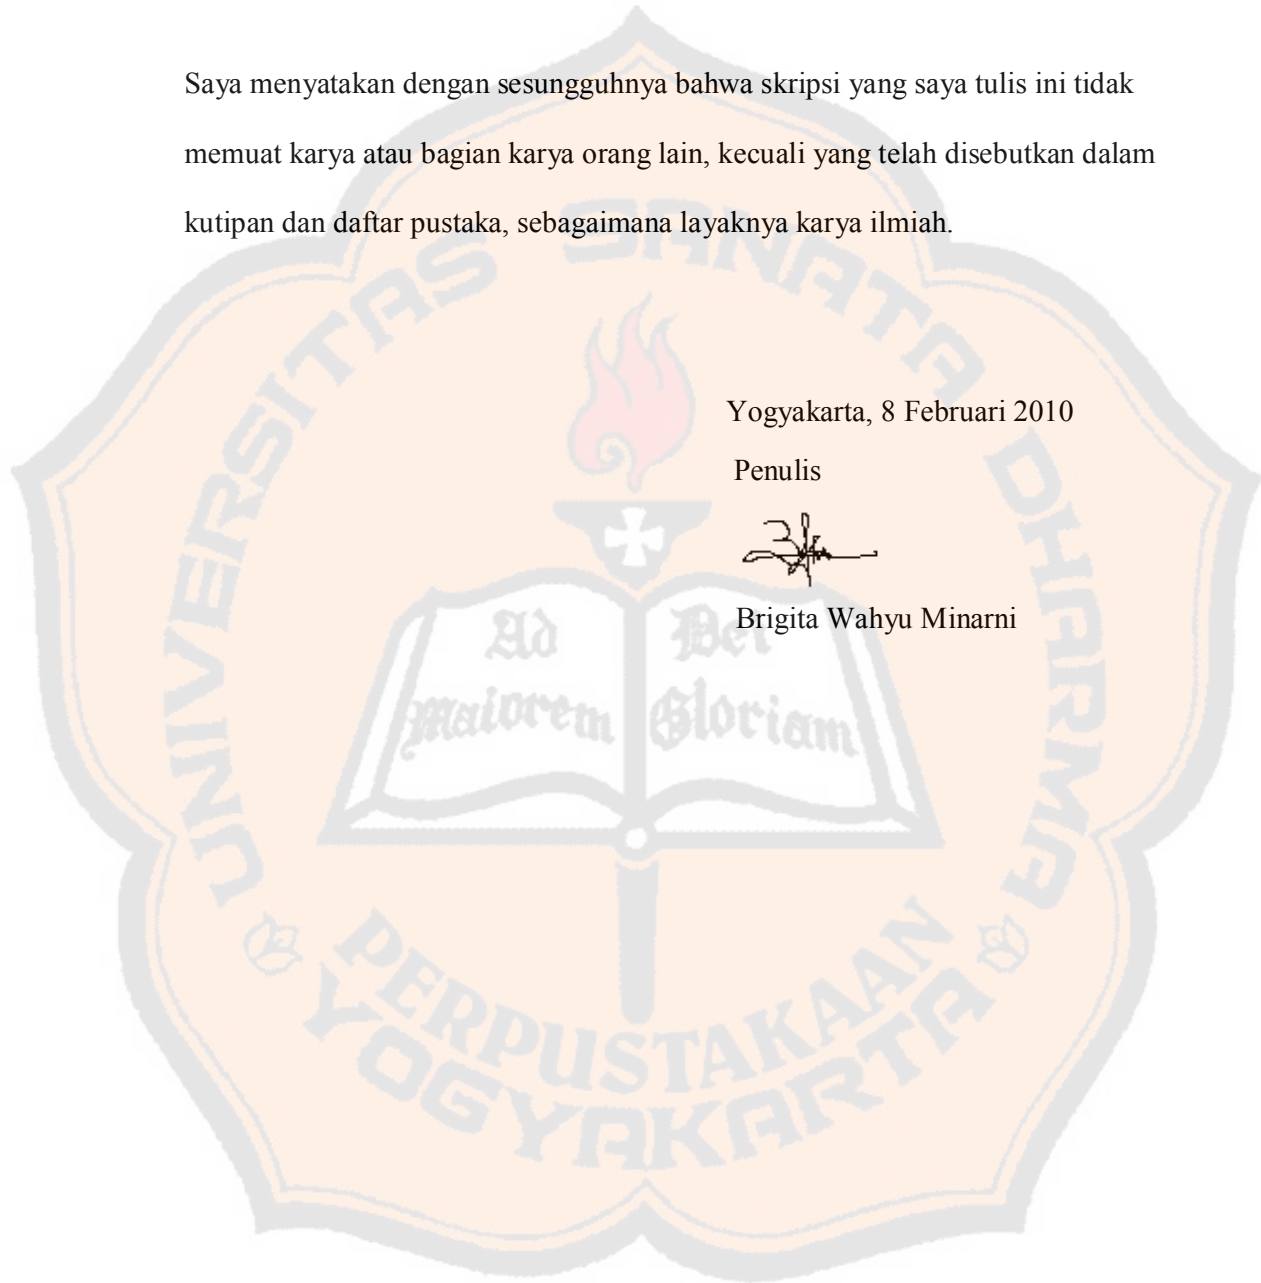 Saya menyatakan dengan sesungguhnya bahwa skripsi yang saya tulis ini tidak
memuat karya atau bagian karya orang lain, kecuali yang telah disebutkan dalam
kutipan dan daftar pustaka, sebagaimana layaknya karya ilmiah.
UNIVERSITAS SANATA DHARMA
Yogyakarta, 8 Februari 2010
Penulis
Brigita Wahyu Minarni
Ad
maiorem
Dei
Gloriam
PERPUSTAKAAN
YOGYAKARTA